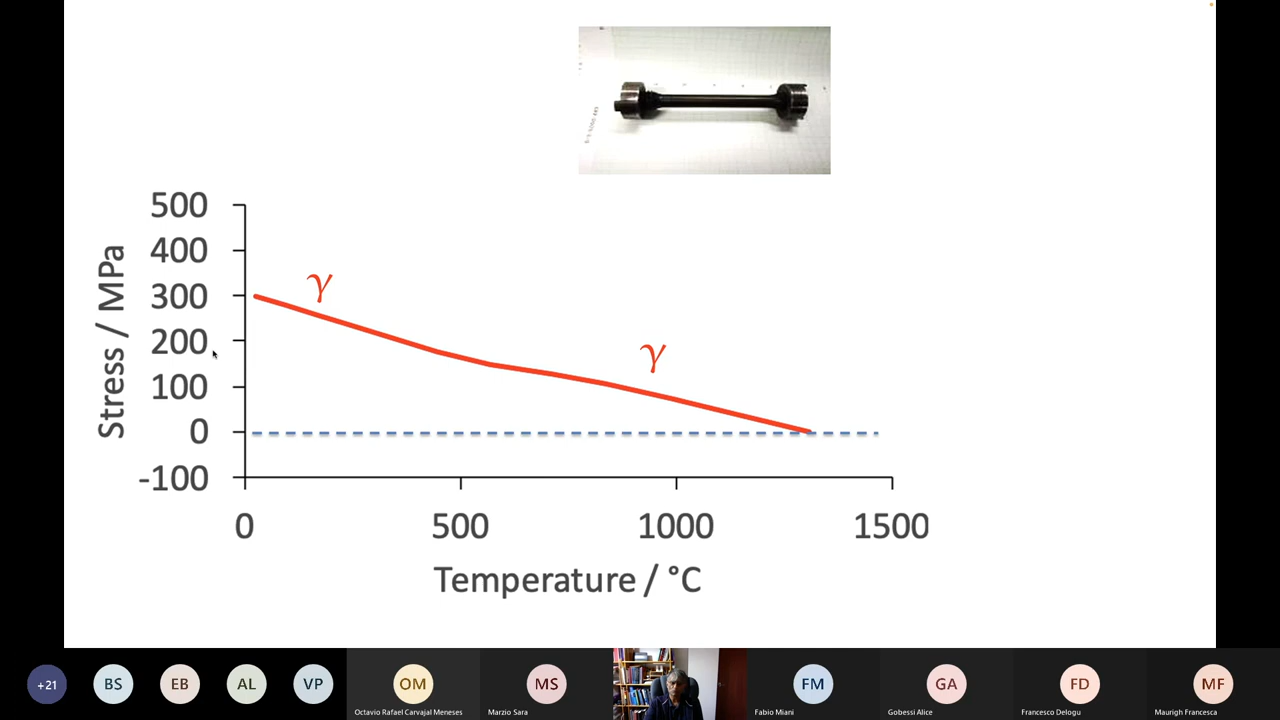 500
400
300
200
100
0
-100
Stress / MPa
γ
γ
0 500 1000 1500
Temperature / °C
+21 BS EB AL VP OM MS FM GA FD MF
Octavio Rafael Carvajal Meneses Marzio Sara Fabio Miani Gobessi Alice Francesco Delogu Maurigh Francesca